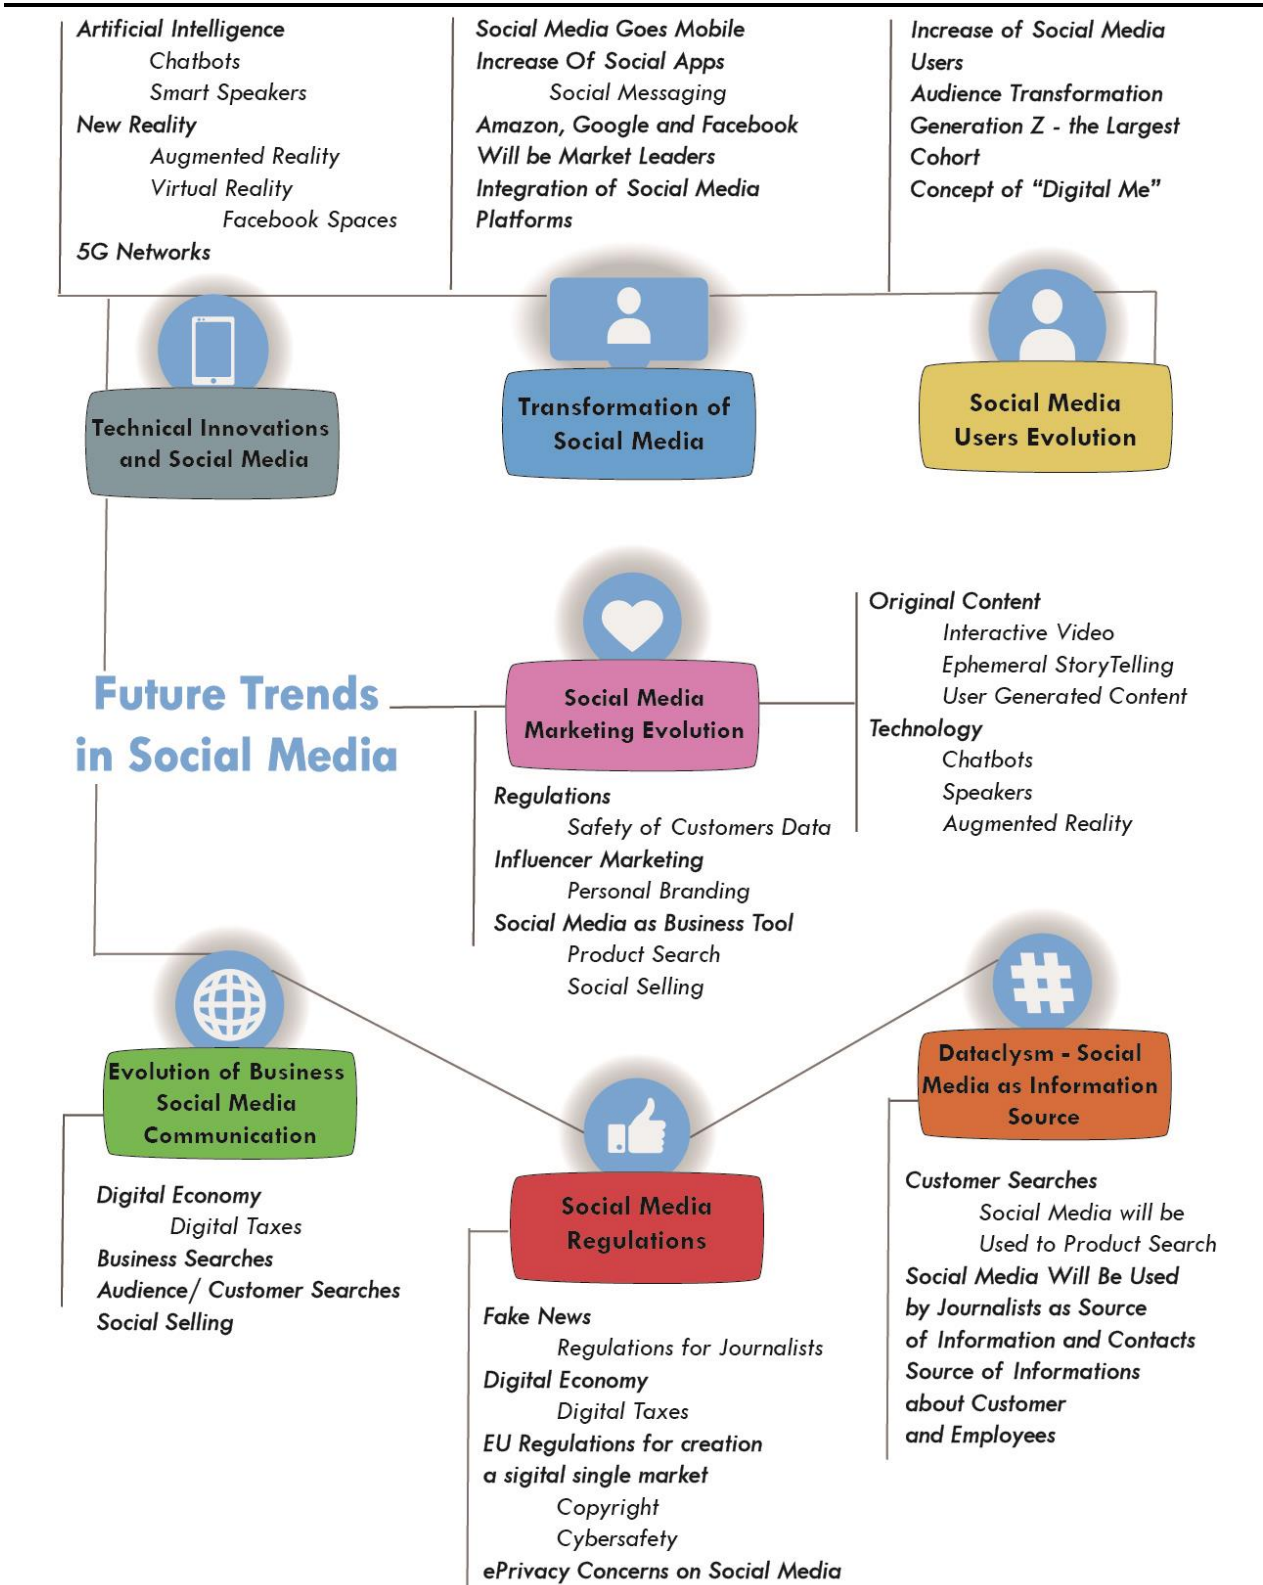 Artificial Intelligence
Chatbots
Smart Speakers
New Reality
Augmented Reality
Virtual Reality
Facebook Spaces
5G Networks
Technical Innovations
and Social Media
Social Media Goes Mobile
Increase Of Social Apps
Social Messaging
Amazon, Google and Facebook
Will be Market Leaders
Integration of Social Media
Platforms
Transformation of
Social Media
Increase of Social Media
Users
Audience Transformation
Generation Z - the Largest
Cohort
Concept of “Digital Me”
Social Media
Users Evolution
Future Trends
in Social Media
Social Media
Marketing Evolution
Regulations
Safety of Customers Data
Influencer Marketing
Personal Branding
Social Media as Business Tool
Product Search
Social Selling
Original Content
Interactive Video
Ephemeral StoryTelling
User Generated Content
Technology
Chatbots
Speakers
Augmented Reality
Evolution of Business
Social Media
Communication
Digital Economy
Digital Taxes
Business Searches
Audience/ Customer Searches
Social Selling
Social Media
Regulations
Fake News
Regulations for Journalists
Digital Economy
Digital Taxes
EU Regulations for creation
a sigital single market
Copyright
Cybersafety
ePrivacy Concerns on Social Media
Dataclysm - Social
Media as Information
Source
Customer Searches
Social Media will be
Used to Product Search
Social Media Will Be Used
by Journalists as Source
of Information and Contacts
Source of Informations
about Customer
and Employees